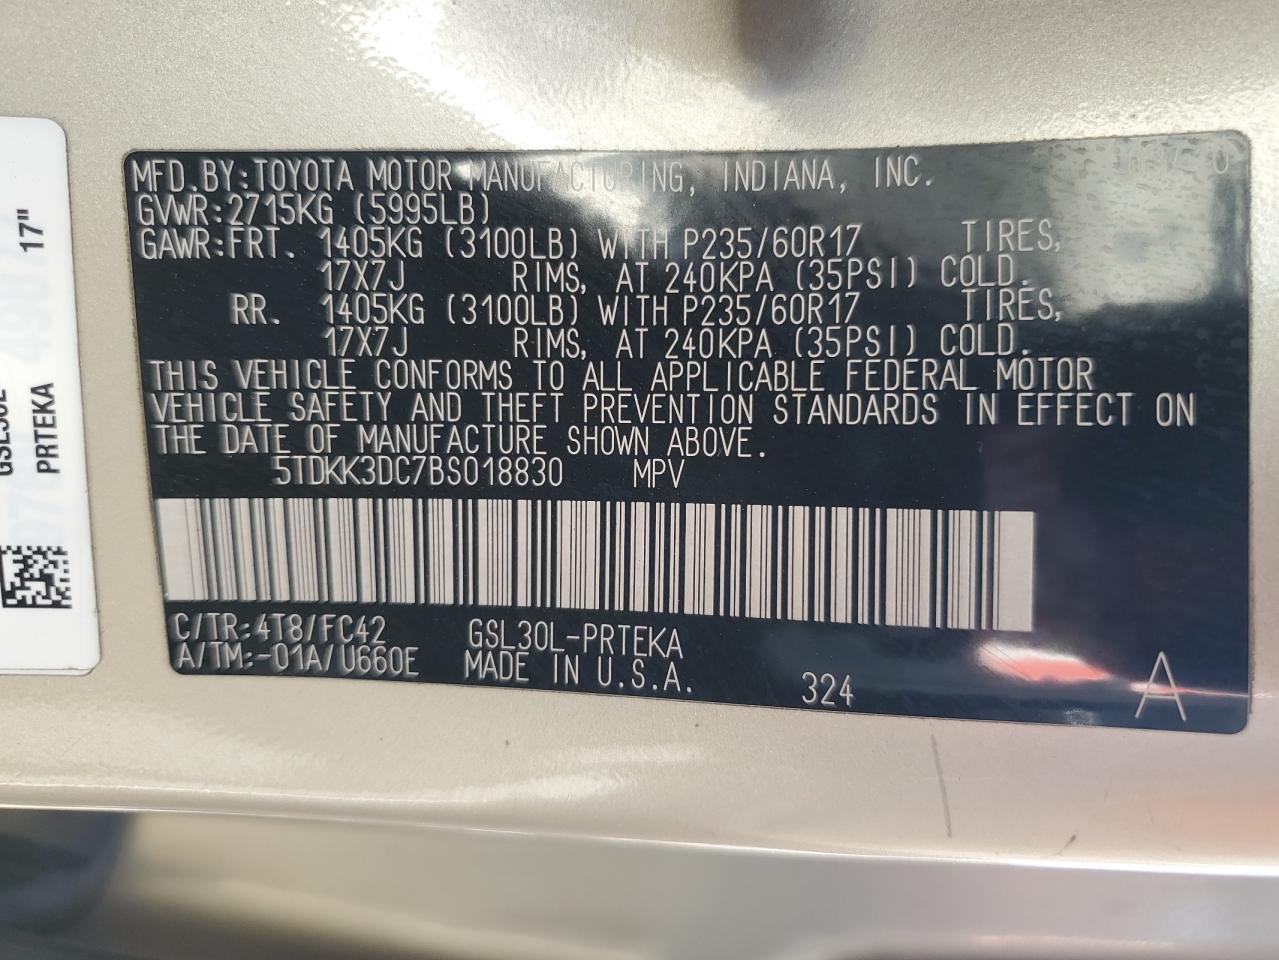 MFD.BY:TOYOTA MOTOR MANUFACTURING, INDIANA, INC.
GVWR:2715KG (5995LB)
GAWR:FRT. 1405KG (3100LB) WITH P235/60R17 TIRES,
17X7J RIMS, AT 240KPA (35PSI) COLD.
RR. 1405KG (3100LB) WITH P235/60R17 TIRES,
17X7J RIMS, AT 240KPA (35PSI) COLD.
THIS VEHICLE CONFORMS TO ALL APPLICABLE FEDERAL MOTOR
VEHICLE SAFETY AND THEFT PREVENTION STANDARDS IN EFFECT ON
THE DATE OF MANUFACTURE SHOWN ABOVE.
5TDKK3DC7BS018830 MPV
C/TR:4T8/FC42 GSL30L-PRTEKA
A/TM:-01A/U660E MADE IN U.S.A.
324 A
17"
GSL30L
PRTEKA